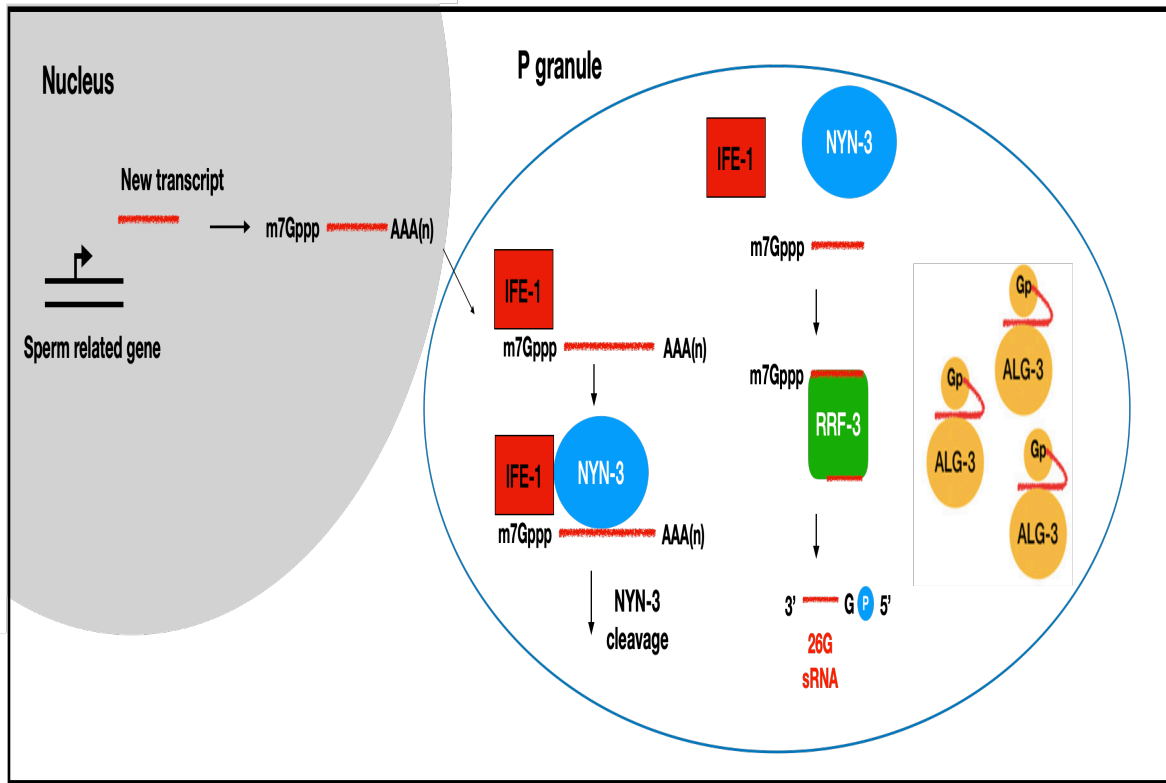 Nucleus
New transcript
m7Gppp
AAA(n)
Sperm related gene
P granule
IFE-1
m7Gppp
AAA(n)
IFE-1
NYN-3
m7Gppp
AAA(n)
NYN-3
cleavage
IFE-1
NYN-3
m7Gppp
m7Gppp
RRF-3
3’
G
P
5’
26G
sRNA
Gp
ALG-3
Gp
ALG-3
Gp
ALG-3